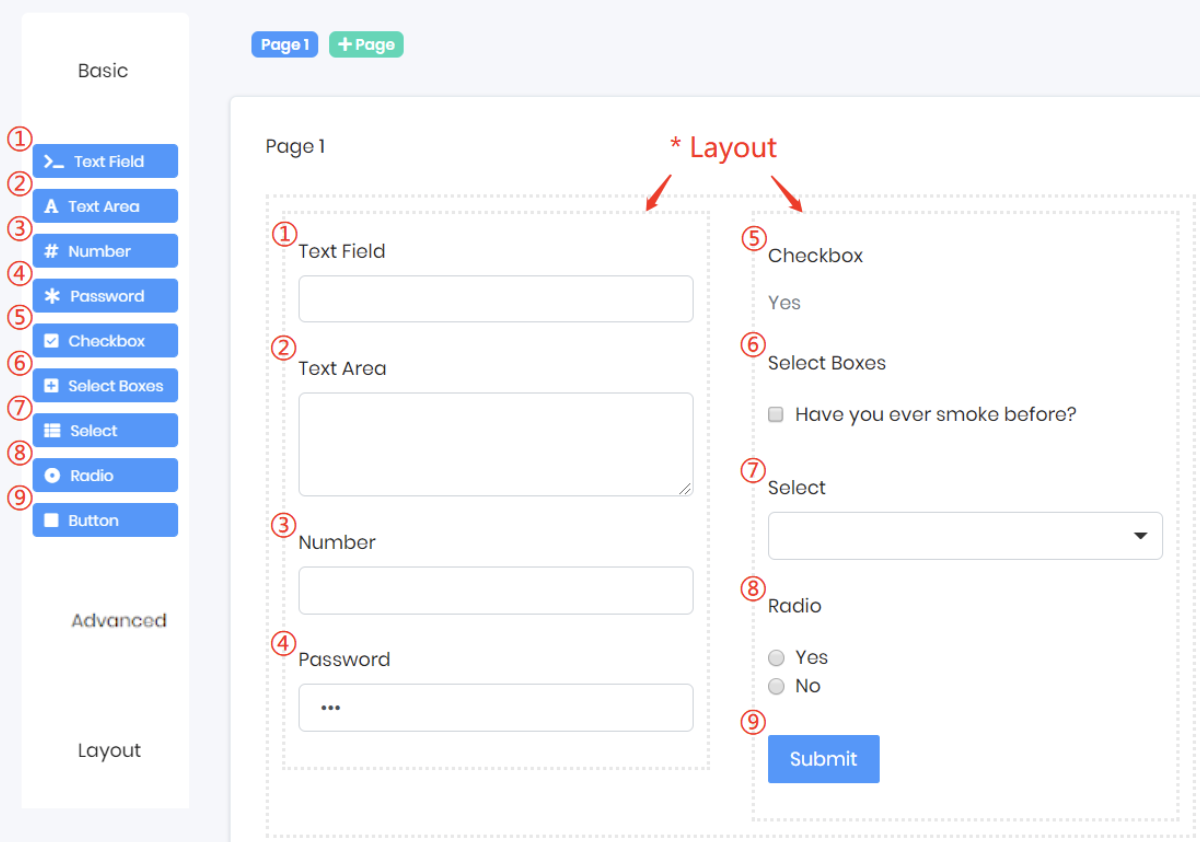 Basic
① Text Field
② A Text Area
③ # Number
④ Password
⑤ Checkbox
⑥ Select Boxes
⑦ Select
⑧ Radio
⑨ Button
Advanced
Layout
Page 1 + Page
Page 1
* Layout
① Text Field
② Text Area
③ Number
④ Password
•••
⑤ Checkbox
Yes
⑥ Select Boxes
Have you ever smoke before?
⑦ Select
⑧ Radio
Yes
No
⑨ Submit